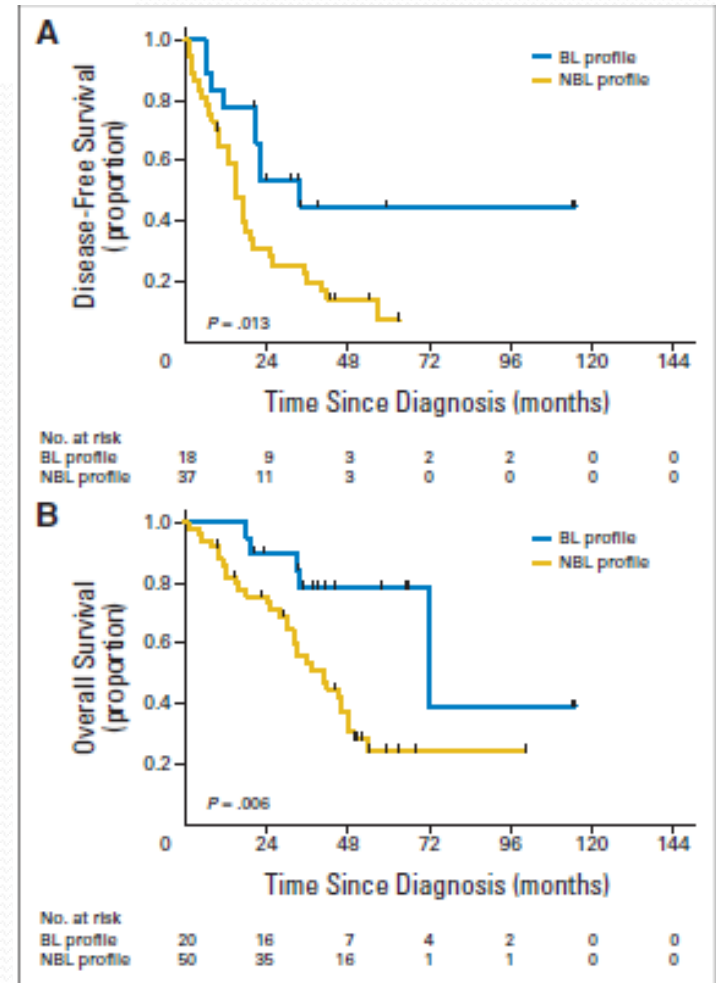 A
1.0
0.8
0.6
0.4
0.2
0
Disease-Free Survival
( proportion)
BL profile
NBL profile
P = .013
24 48 72 96 120 144
Time Since Diagnosis (months)
No. at risk
BL profile 18 9 3 2 2 0 0
NBL profile 37 11 3 0 0 0 0
B
1.0
0.8
0.6
0.4
0.2
0
Overall Survival
(proportion)
BL profile
NBL profile
P = .006
24 48 72 96 120 144
Time Since Diagnosis (months)
No. at risk
BL profile 20 16 7 4 2 0 0
NBL profile 50 35 16 1 1 0 0